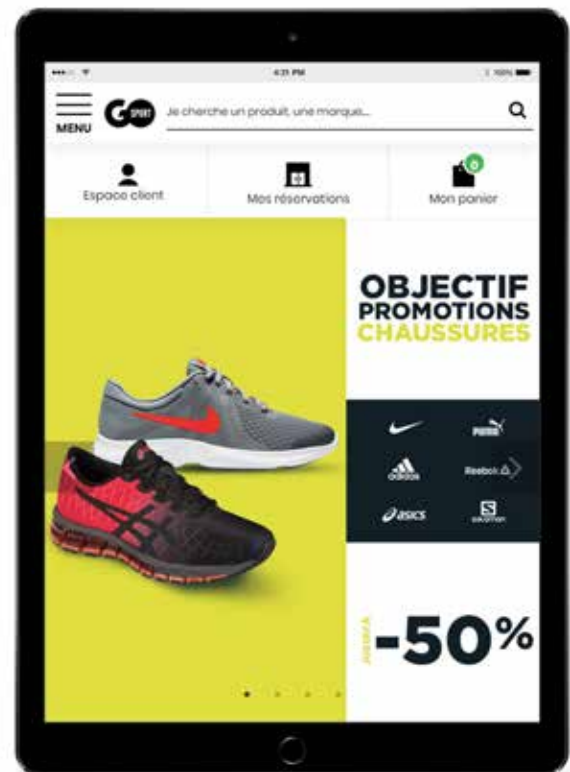 4:21 PM
100%
MENU
GO SPORT
Je cherche un produit, une marque...
0
Espace client
Mes réservations
Mon panier
OBJECTIF
PROMOTIONS
CHAUSSURES
PUMA
adidas
Reebok
asics
S
salomon
JUSQU'À
-50%